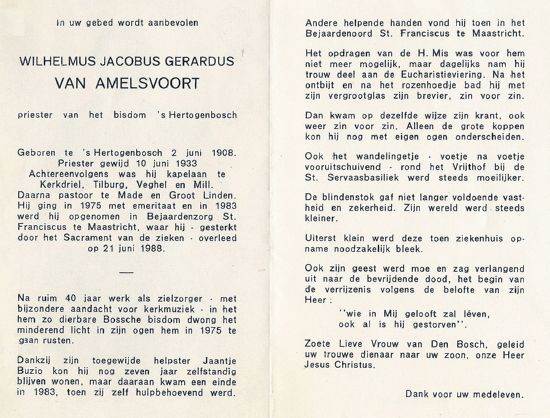 In uw gebed wordt aanbevolen
WILHELMUS JACOBUS GERARDUS
VAN AMELSVOORT
priester van het bisdom 's Hertogenbosch
Geboren te 's Hertogenbosch 2 juni 1908.
Priester gewijd 10 juni 1933
Achtereenvolgens was hij kapelaan te
Kerkdriel, Tilburg, Veghel en Mill.
Daarna pastoor te Made en Groot Linden.
Hij ging in 1975 met emeritaat en in
1983 werd hij opgenomen in Bejaardenzorg St.
Franciscus te Maastricht, waar hij - gesterkt
door het Sacrament van de zieken - overleed
op 21 juni 1988.
Na ruim 40 jaar werk als zielzorger - met
bijzondere aandacht voor kerkmuziek - in het
hem zo dierbare Bossche bisdom dwong het
minderend licht in zijn ogen hem in 1975 te
gaan rusten.
Dankzij zijn toegewijde helpster Jaantje
Buzio kon hij nog zeven jaar zelfstandig
blijven wonen, maar daaraan kwam een einde
in 1983, toen zij zelf hulpbehoevend werd.
Andere helpende handen vond hij toen in het
Bejaardenoord St. Franciscus te Maastricht.
Het opdragen van de H. Mis was voor hem
niet meer mogelijk, maar dagelijks nam hij
trouw deel aan de Eucharistieviering. Na het
ontbijt en na het rozenhoedje bad hij met
zijn vergrootglas zijn brevier, zin voor zin.
Dan kwam op dezelfde wijze zijn krant, ook
weer zin voor zin. Alleen de grote koppen
kon hij nog met eigen ogen onderscheiden.
Ook het wandelingetje - voetje na voetje
vooruitschuivend - rond het Vrijthof bij de
St. Servaasbasiliek werd steeds moeilijker.
De blindenstok gaf niet langer voldoende vast-
heid en zekerheid. Zijn wereld werd steeds
kleiner.
Uiterst klein werd deze toen ziekenhuis op-
name noodzakelijk bleek.
Ook zijn geest werd moe en zag verlangend
uit naar de bevrijdende dood, het begin van
de verrijzenis volgens de belofte van zijn
Heer:
"wie in Mij gelooft zal léven,
ook al is hij gestorven".
Zoete Lieve Vrouw van Den Bosch, geleid
uw trouwe dienaar naar uw zoon, onze Heer
Jesus Christus.
Dank voor uw medeleven.